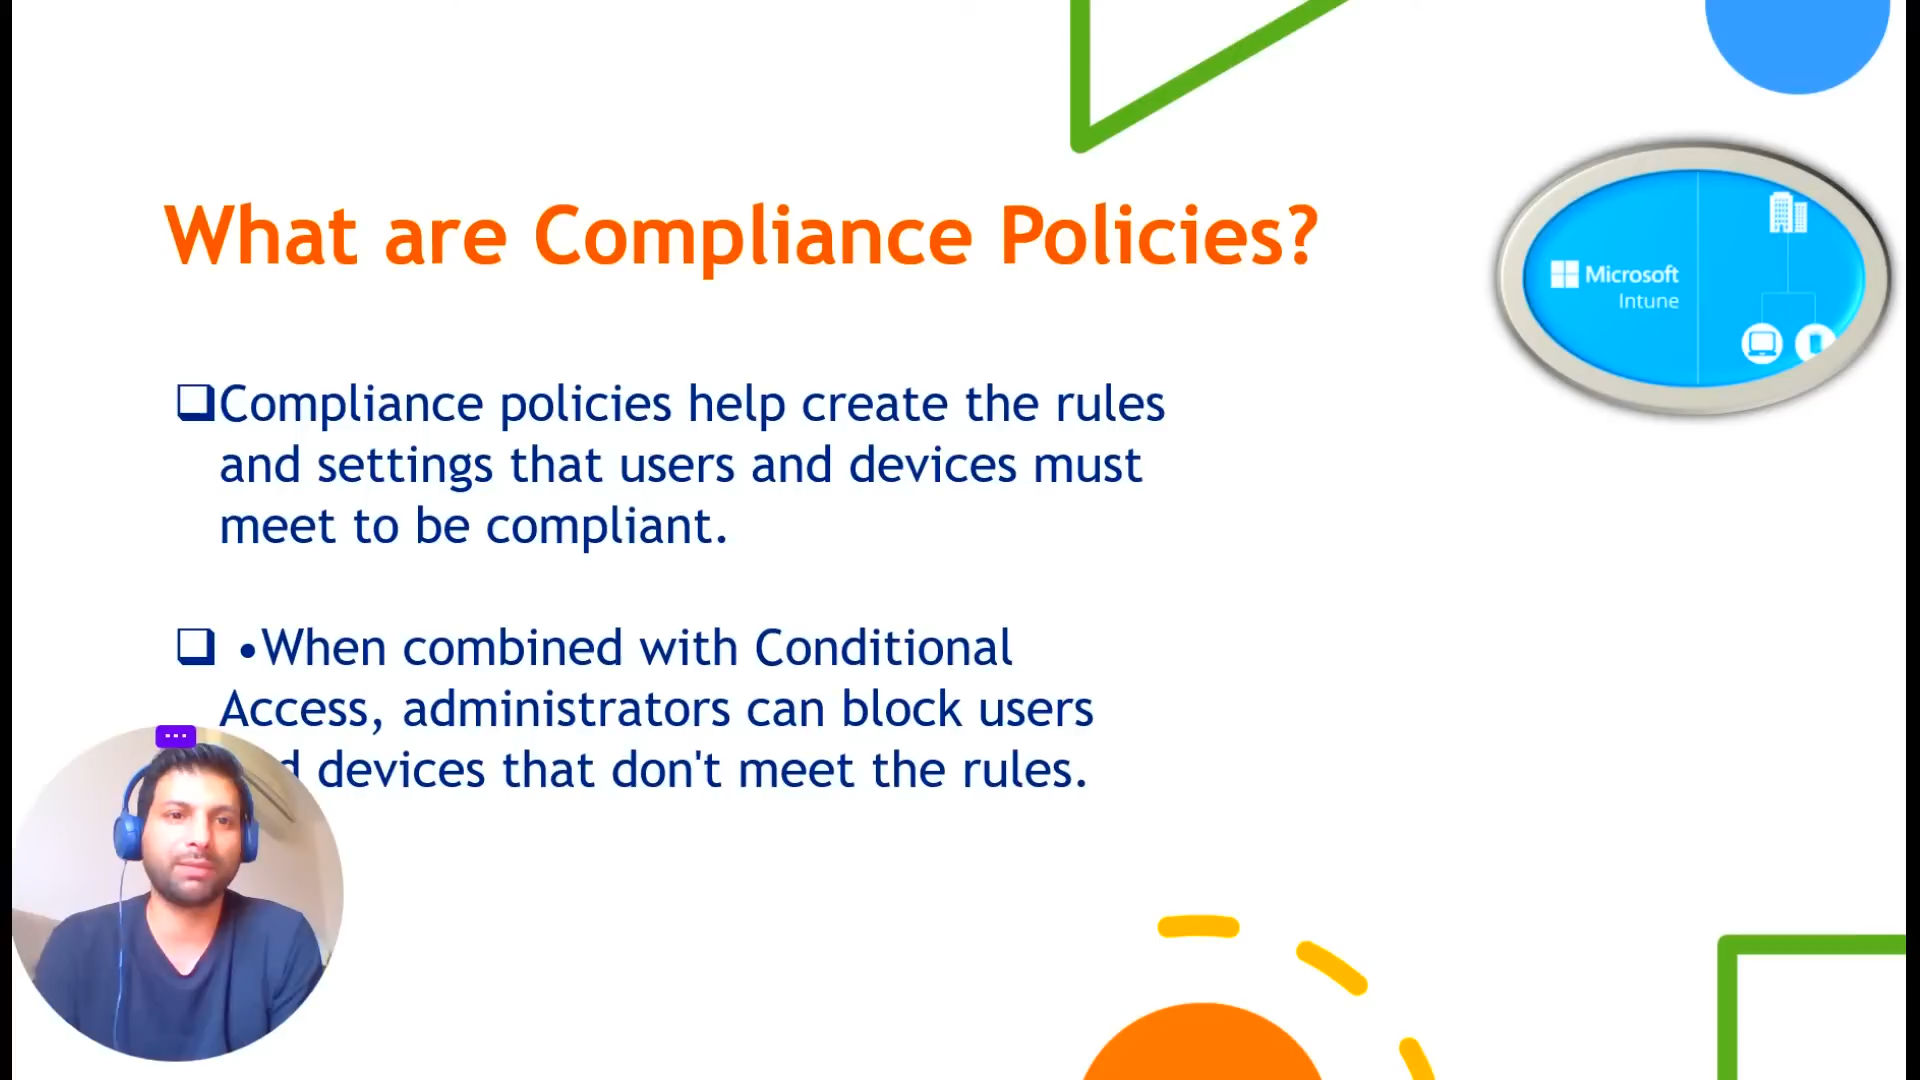 What are Compliance Policies?
Microsoft
Intune
❑Compliance policies help create the rules
and settings that users and devices must
meet to be compliant.
❑ •When combined with Conditional
Access, administrators can block users
devices that don't meet the rules.